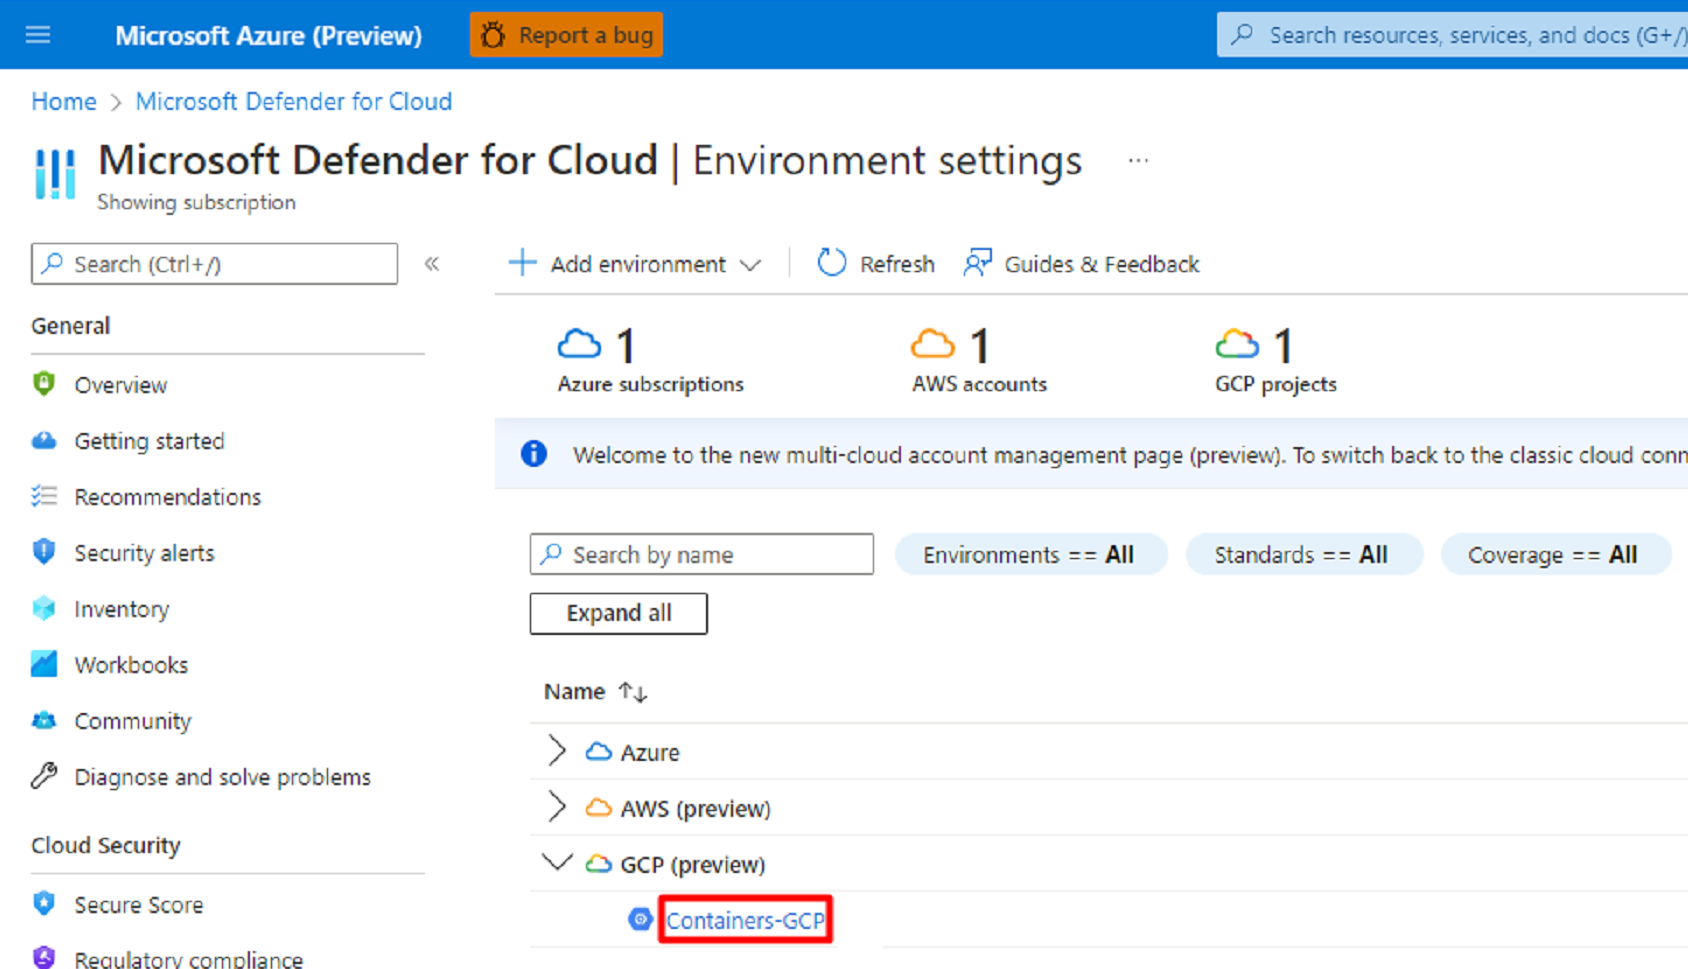 Microsoft Azure (Preview)
Report a bug
Search resources, services, and docs (G+/)
Home > Microsoft Defender for Cloud
Microsoft Defender for Cloud | Environment settings ...
Showing subscription
Search (Ctrl+/)
«
Add environment
Refresh
Guides & Feedback
General
Overview
Getting started
Recommendations
Security alerts
Inventory
Workbooks
Community
Diagnose and solve problems
Cloud Security
Secure Score
Regulatory compliance
1
Azure subscriptions
1
AWS accounts
1
GCP projects
Welcome to the new multi-cloud account management page (preview). To switch back to the classic cloud conn
Search by name
Environments == All
Standards == All
Coverage == All
Expand all
Name ↑↓
Azure
AWS (preview)
GCP (preview)
Containers-GCP